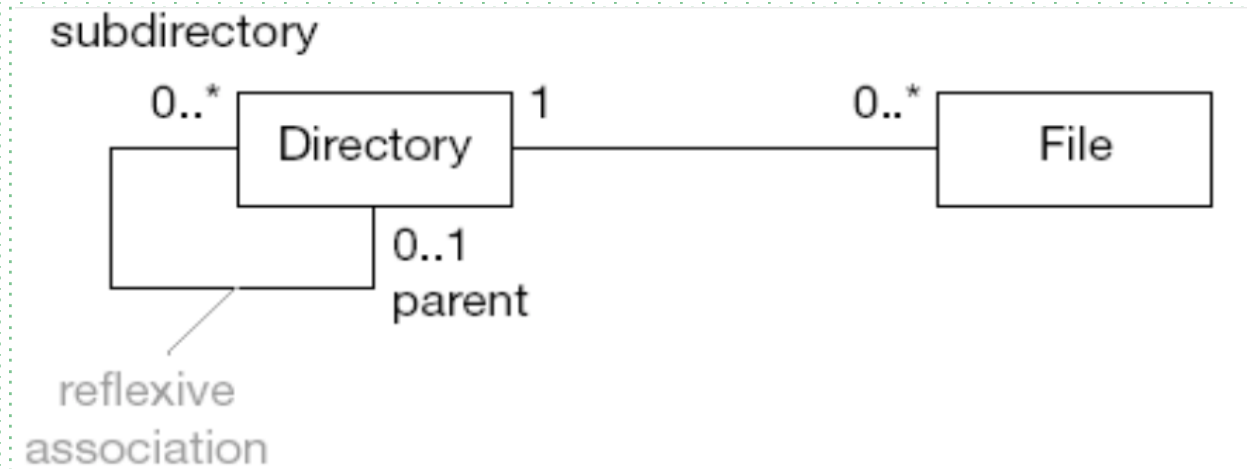 subdirectory
0..*
Directory
1
0..*
File
0..1
parent
reflexive
association